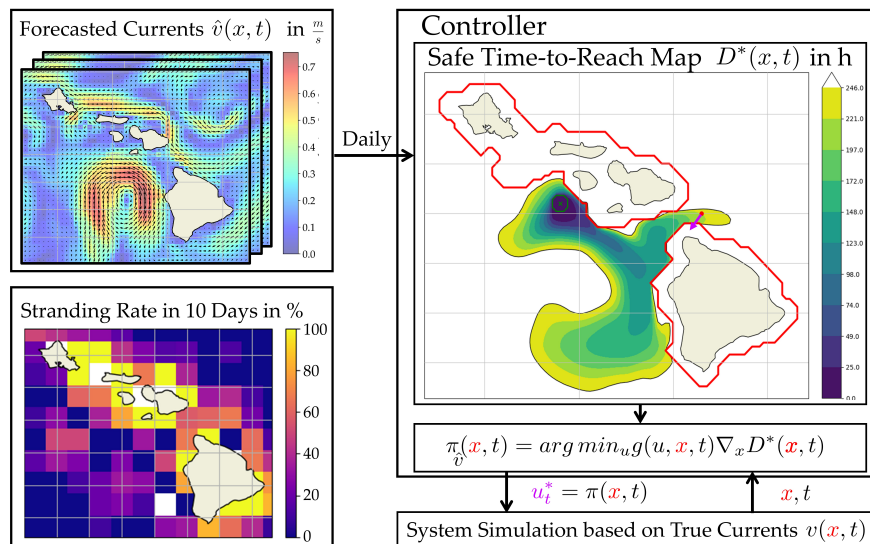 Forecasted Currents v̂(x, t) in m/s
0.7
0.6
0.5
0.4
0.3
0.2
0.1
0.0
Daily
Controller
Safe Time-to-Reach Map D*(x, t) in h
246.0
221.0
197.0
172.0
148.0
123.0
98.0
74.0
49.0
25.0
0.0
π_v̂(x, t) = arg min_u g(u, x, t)∇_x D*(x, t)
u*_t = π(x, t)
x, t
System Simulation based on True Currents v(x, t)
Stranding Rate in 10 Days in %
100
80
60
40
20
0